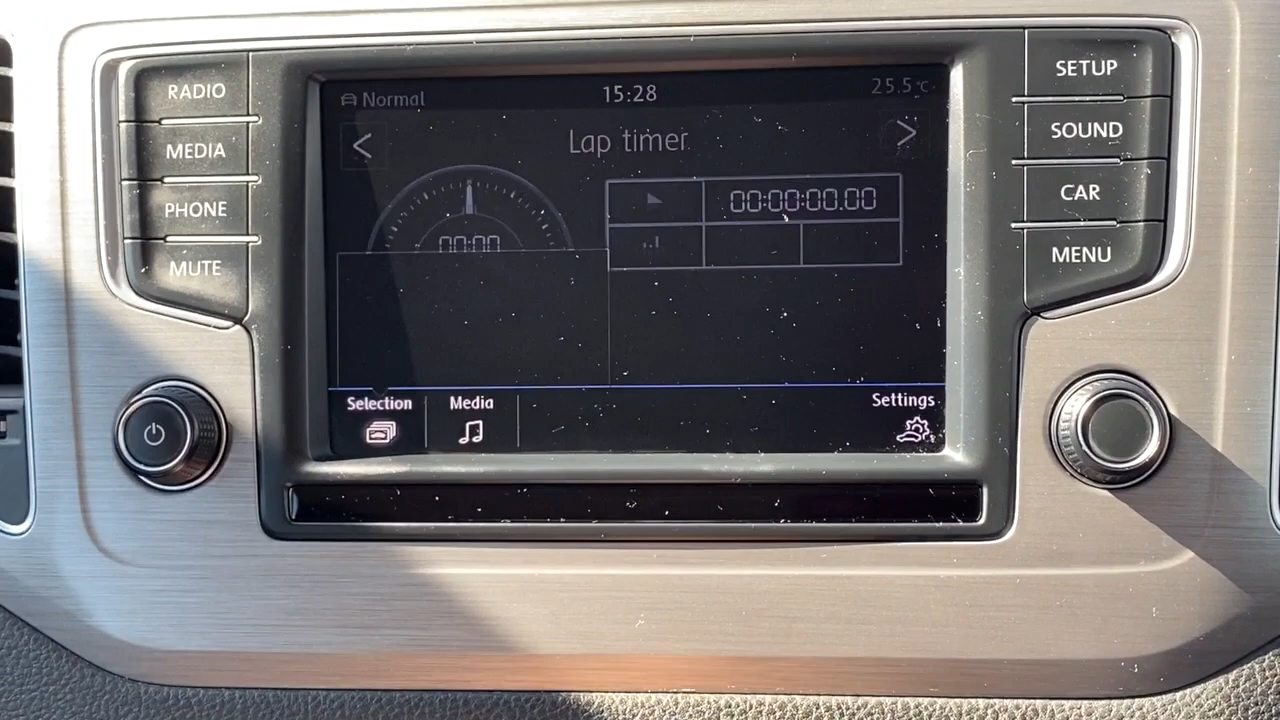 RADIO
MEDIA
PHONE
MUTE
Normal
15:28
25.5°C
<
Lap timer
>
00:00
00:00:00.00
Selection
Media
Settings
SETUP
SOUND
CAR
MENU